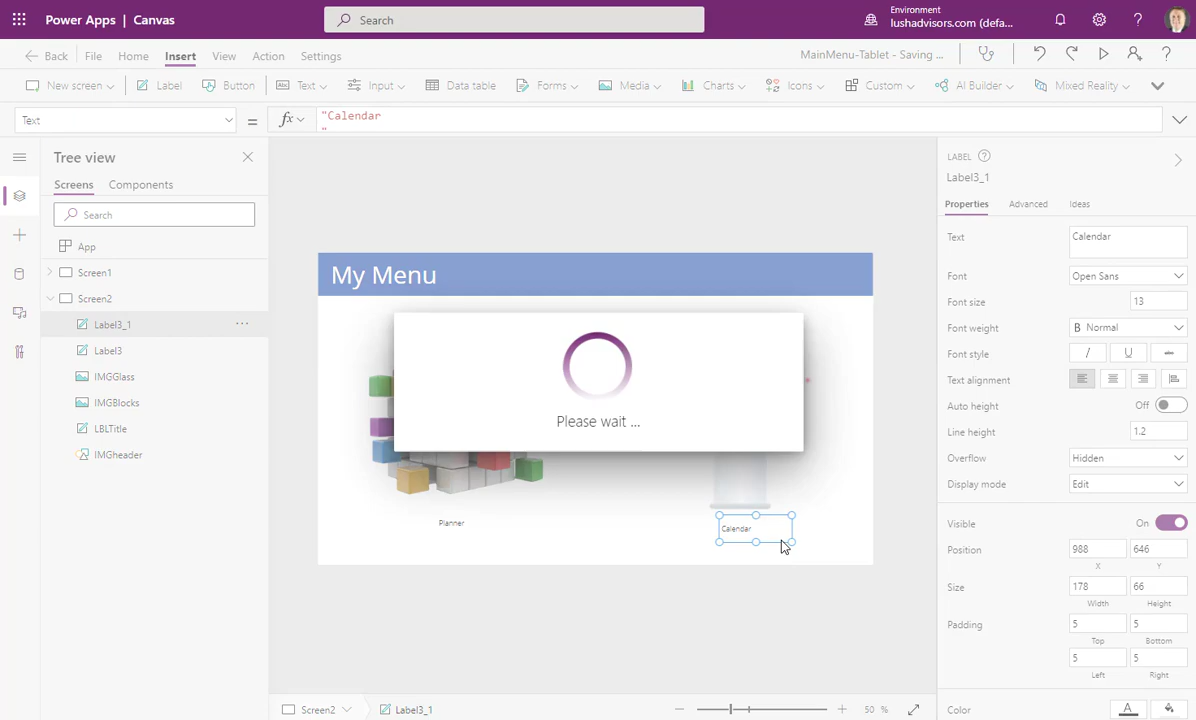 Power Apps | Canvas
Search
Environment
lushadvisors.com (defa...
?
Back
File
Home
Insert
View
Action
Settings
MainMenu-Tablet - Saving ...
?
New screen
Label
Button
Text
Input
Data table
Forms
Media
Charts
Icons
Custom
AI Builder
Mixed Reality
Text
=
fx
"Calendar
"
Tree view
Screens
Components
Search
App
Screen1
Screen2
Label3_1
...
Label3
IMGGlass
IMGBlocks
LBLTitle
IMGheader
My Menu
Please wait ...
Planner
Calendar
LABEL
?
Label3_1
Properties
Advanced
Ideas
Text
Calendar
Font
Open Sans
Font size
13
Font weight
B Normal
Font style
/
U
abc
Text alignment
Auto height
Off
Line height
1.2
Overflow
Hidden
Display mode
Edit
Visible
On
Position
988
646
X
Y
Size
178
66
Width
Height
Padding
5
5
Top
Bottom
5
5
Left
Right
Color
A
Screen2
Label3_1
50 %